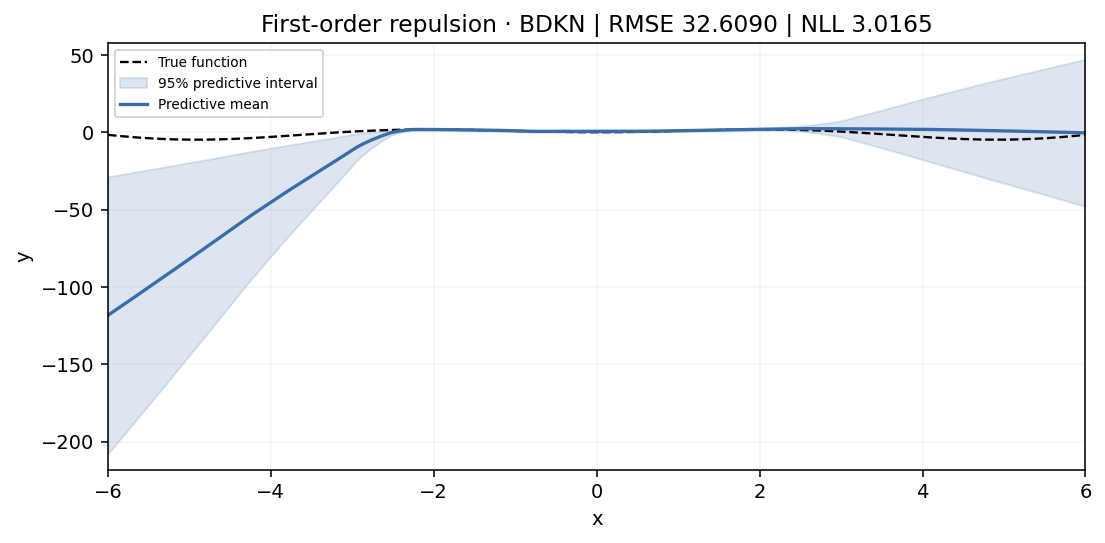 First-order repulsion · BDKN | RMSE 32.6090 | NLL 3.0165
True function
95% predictive interval
Predictive mean
50
0
−50
−100
−150
−200
y
−6
−4
−2
0
2
4
6
x